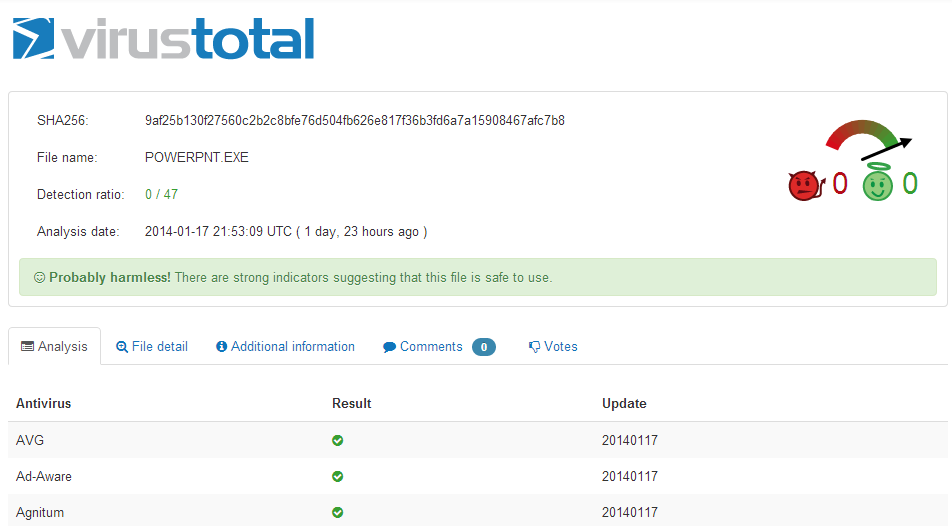 virustotal
SHA256: 9af25b130f27560c2b2c8bfe76d504fb626e817f36b3fd6a7a15908467afc7b8
File name: POWERPNT.EXE
Detection ratio: 0 / 47
Analysis date: 2014-01-17 21:53:09 UTC ( 1 day, 23 hours ago )
0 0
Probably harmless! There are strong indicators suggesting that this file is safe to use.
Analysis File detail Additional information Comments 0 Votes
Antivirus Result Update
AVG 20140117
Ad-Aware 20140117
Agnitum 20140117